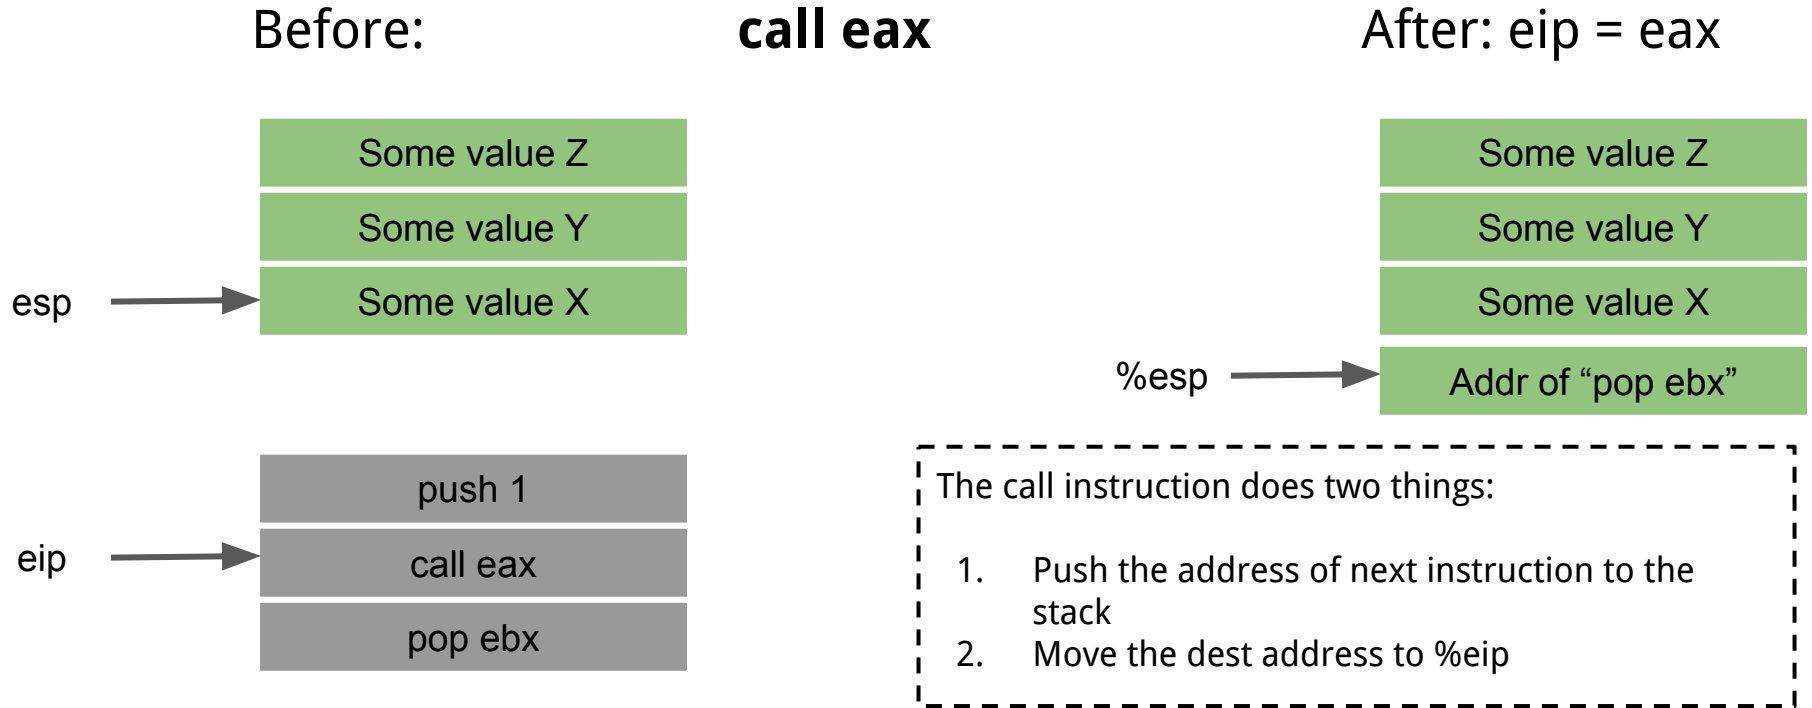 Before:
call eax
After: eip = eax
Some value Z
Some value Y
esp
Some value X
Some value Z
Some value Y
Some value X
%esp
Addr of “pop ebx”
push 1
eip
call eax
pop ebx
The call instruction does two things:
1. Push the address of next instruction to the
stack
2. Move the dest address to %eip